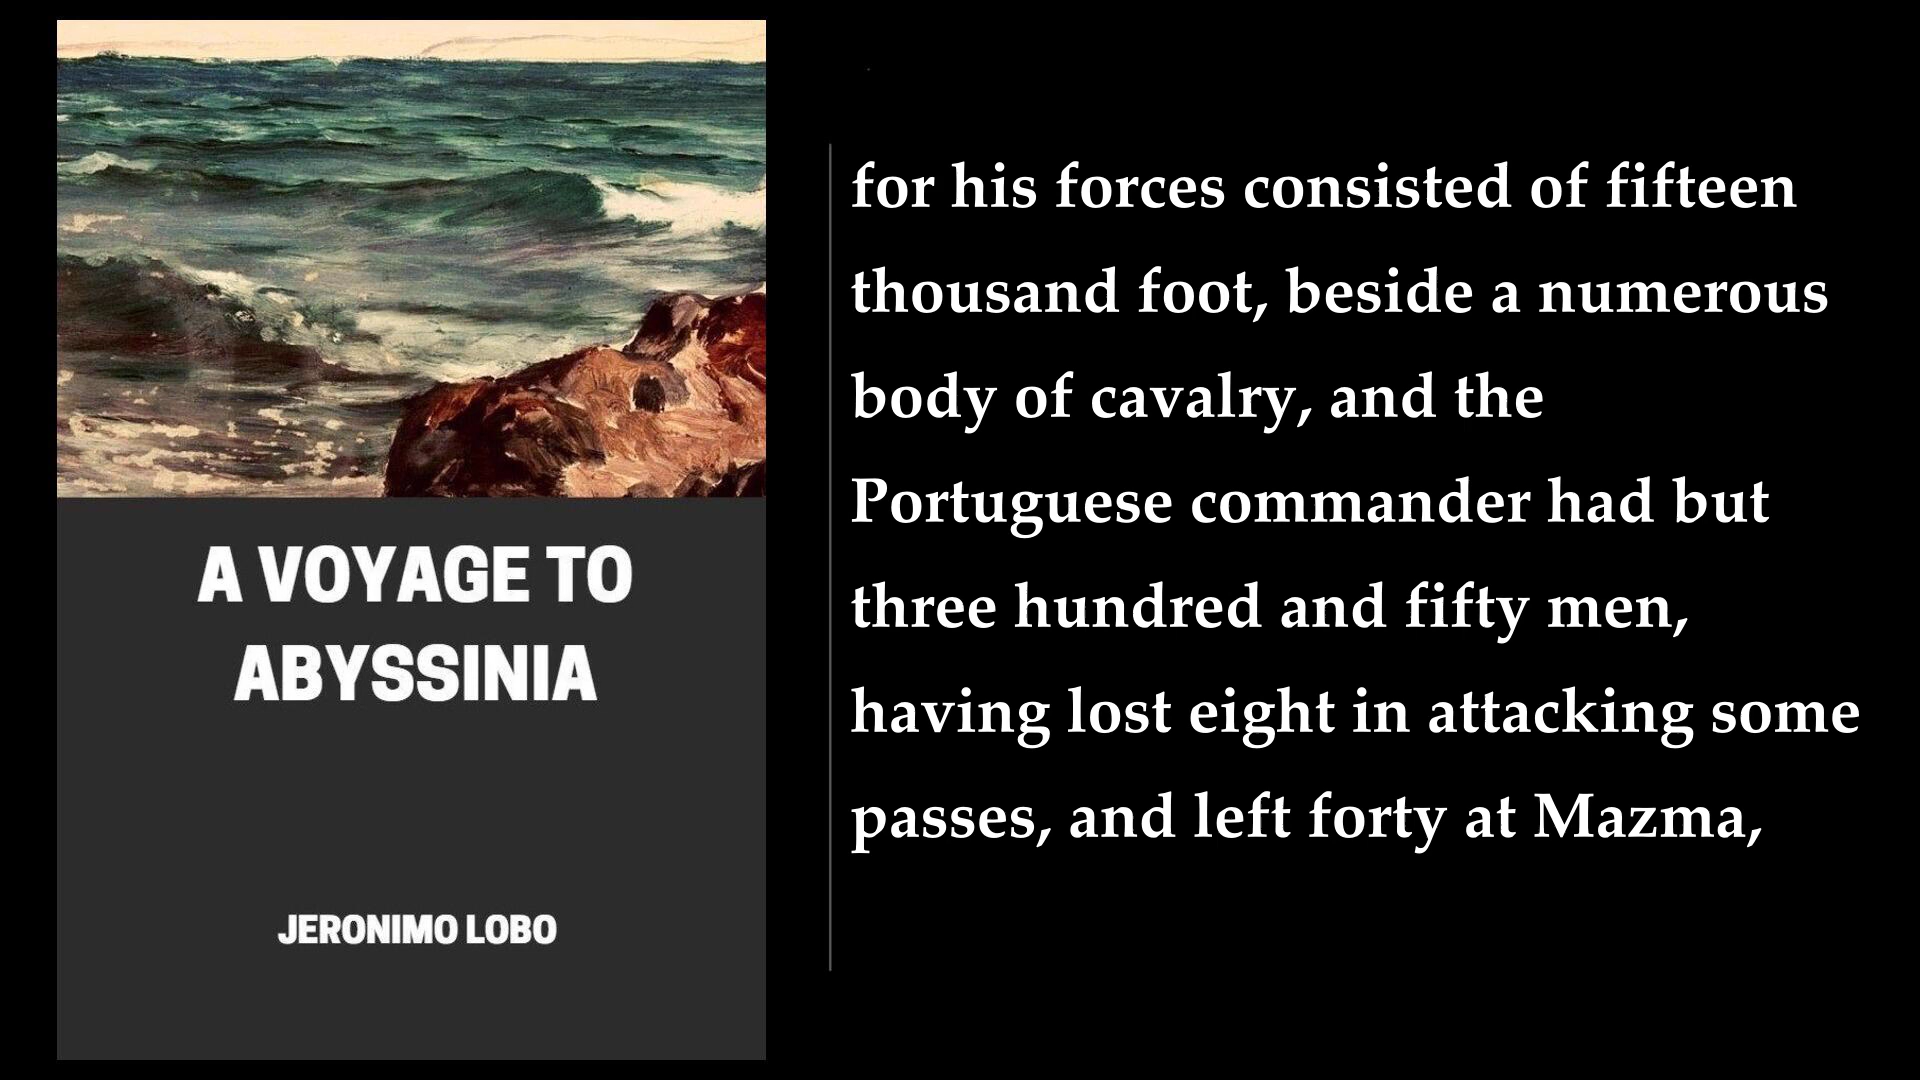 A VOYAGE TO
ABYSSINIA
JERONIMO LOBO
for his forces consisted of fifteen
thousand foot, beside a numerous
body of cavalry, and the
Portuguese commander had but
three hundred and fifty men,
having lost eight in attacking some
passes, and left forty at Mazma,